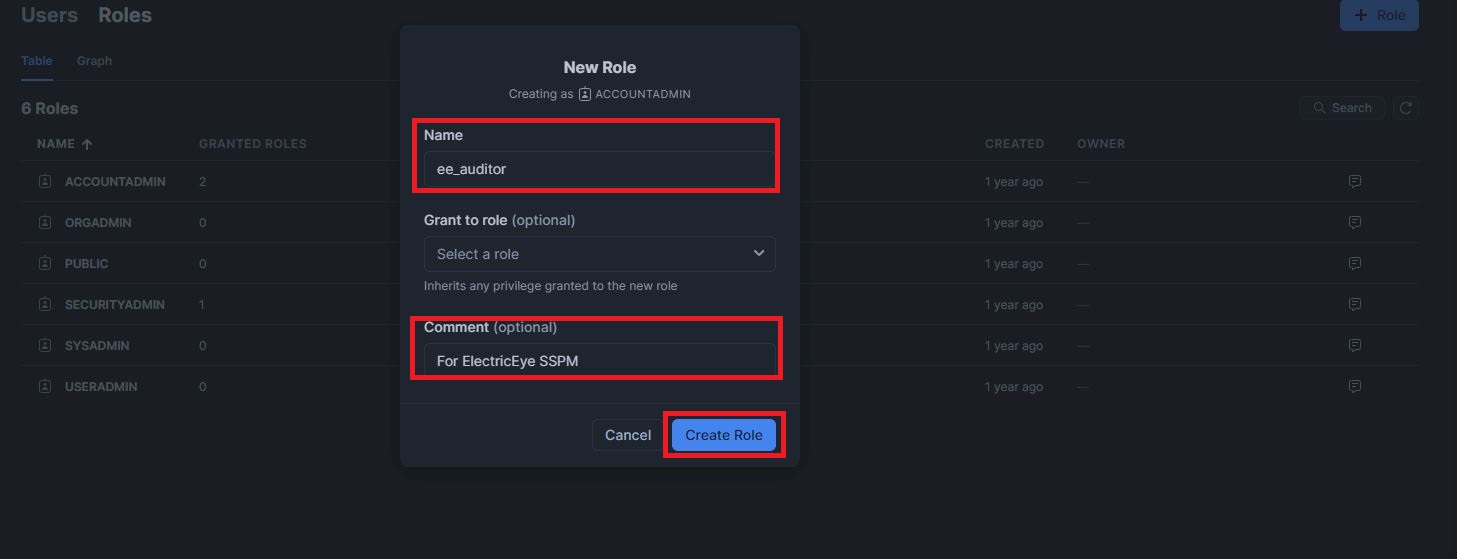 Users Roles
+ Role
Table Graph
6 Roles
Search
NAME GRANTED ROLES CREATED OWNER
ACCOUNTADMIN 2 1 year ago —
ORGADMIN 0 1 year ago —
PUBLIC 0 1 year ago —
SECURITYADMIN 1 1 year ago —
SYSADMIN 0 1 year ago —
USERADMIN 0 1 year ago —
New Role
Creating as ACCOUNTADMIN
Name
ee_auditor
Grant to role (optional)
Select a role
Inherits any privilege granted to the new role
Comment (optional)
For ElectricEye SSPM
Cancel Create Role